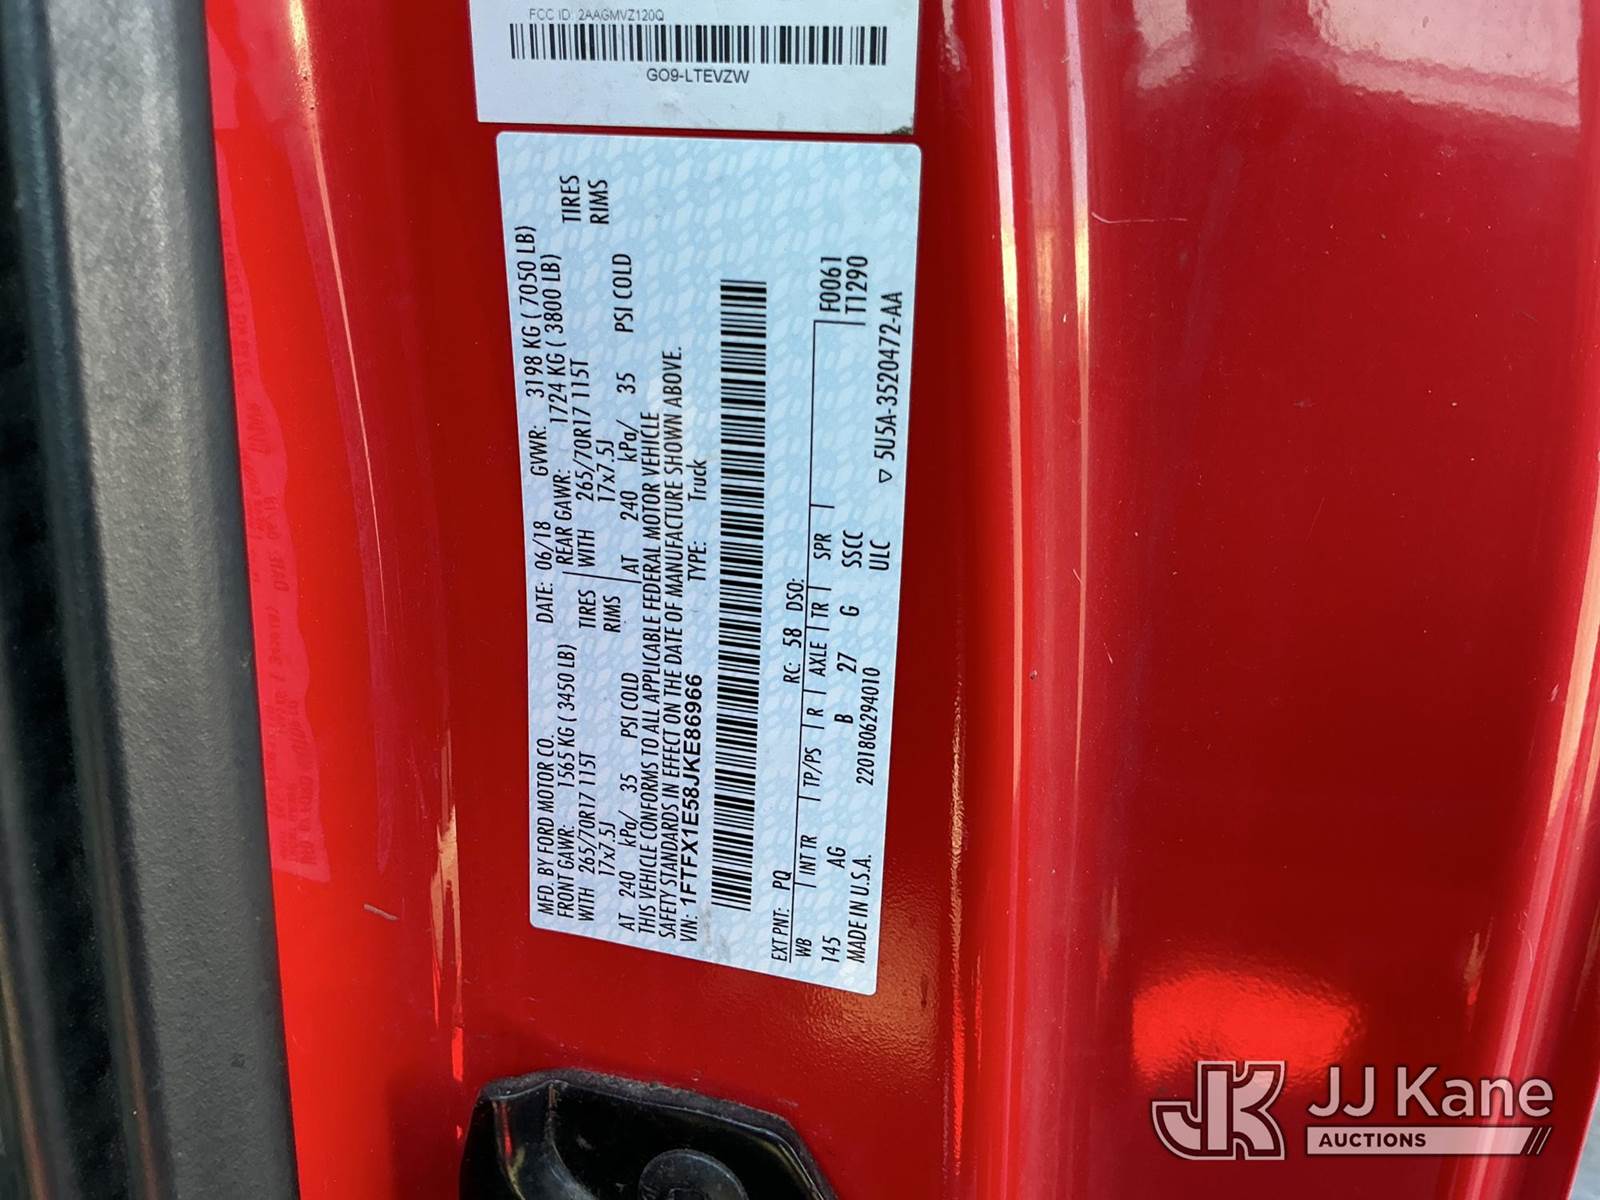 FCC ID: 2AAGMVZ120Q
GO9-LTEVZW
MFD. BY FORD MOTOR CO. DATE: 06/18 GVWR: 3198 KG ( 7050 LB)
FRONT GAWR: 1565 KG ( 3450 LB) REAR GAWR: 1724 KG ( 3800 LB)
WITH 265/70R17 115T TIRES WITH 265/70R17 115T TIRES
17x7.5J RIMS 17x7.5J RIMS
AT 240 kPa/ 35 PSI COLD AT 240 kPa/ 35 PSI COLD
THIS VEHICLE CONFORMS TO ALL APPLICABLE FEDERAL MOTOR VEHICLE
SAFETY STANDARDS IN EFFECT ON THE DATE OF MANUFACTURE SHOWN ABOVE.
VIN: 1FTFX1E58JKE86966 TYPE: Truck
EXT PNT: PQ RC: 58 DSO: F0061
WB INT TR TP/PS R AXLE TR SPR T1290
145 AG B 27 G SSCC
MADE IN U.S.A. 2201806294010 ULC ▽ 5U5A-3520472-AA
JK JJ Kane
AUCTIONS